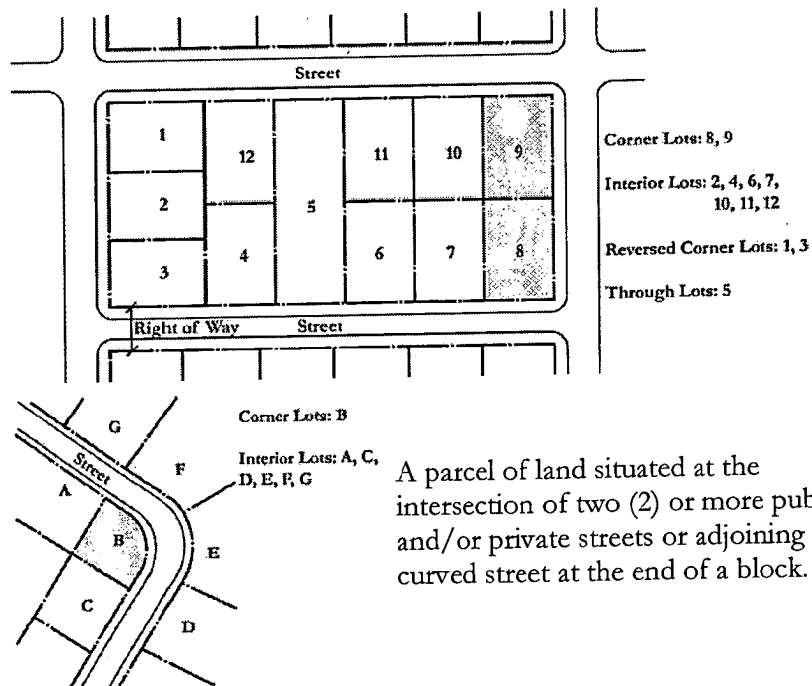 Street
1
12
5
11
10
9
2
3
4
6
7
8
Corner Lots: 8, 9
Interior Lots: 2, 4, 6, 7,
10, 11, 12
Reversed Corner Lots: 1, 3
Through Lots: 5
Right of Way
Street
G
Street
F
A
B
E
C
D
Corner Lots: B
Interior Lots: A, C,
D, E, F, G
A parcel of land situated at the
intersection of two (2) or more pub
and/or private streets or adjoining
curved street at the end of a block.